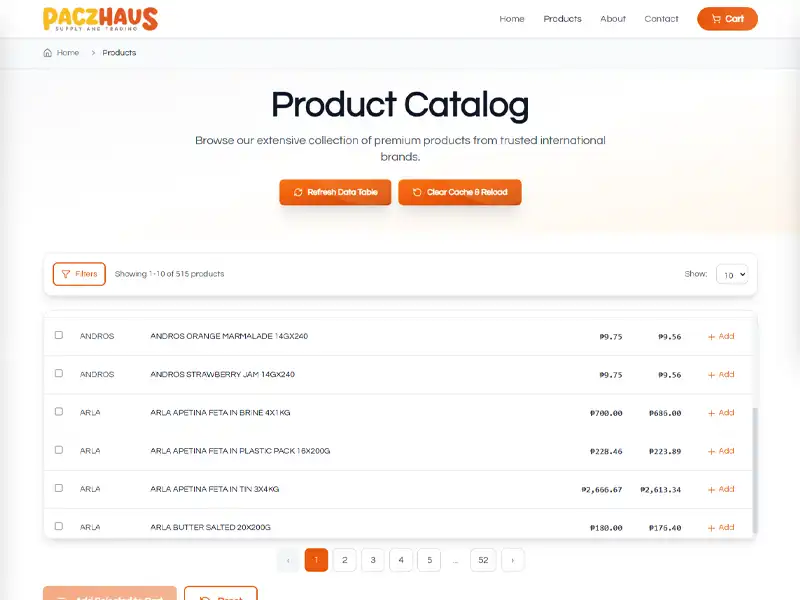 PACZHAUS
SUPPLY AND TRADING
Home Products About Contact Cart
Home > Products
Product Catalog
Browse our extensive collection of premium products from trusted international
brands.
Refresh Data Table Clear Cache & Reload
Filters Showing 1-10 of 515 products Show: 10
ANDROS ANDROS ORANGE MARMALADE 14GX240 ₱9.75 ₱9.56 + Add
ANDROS ANDROS STRAWBERRY JAM 14GX240 ₱9.75 ₱9.56 + Add
ARLA ARLA APETINA FETA IN BRINE 4X1KG ₱700.00 ₱686.00 + Add
ARLA ARLA APETINA FETA IN PLASTIC PACK 16X200G ₱228.46 ₱223.89 + Add
ARLA ARLA APETINA FETA IN TIN 3X4KG ₱2,666.67 ₱2,613.34 + Add
ARLA ARLA BUTTER SALTED 20X200G ₱180.00 ₱176.40 + Add
‹ 1 2 3 4 5 ... 52 ›
Add Selected to Cart Reset